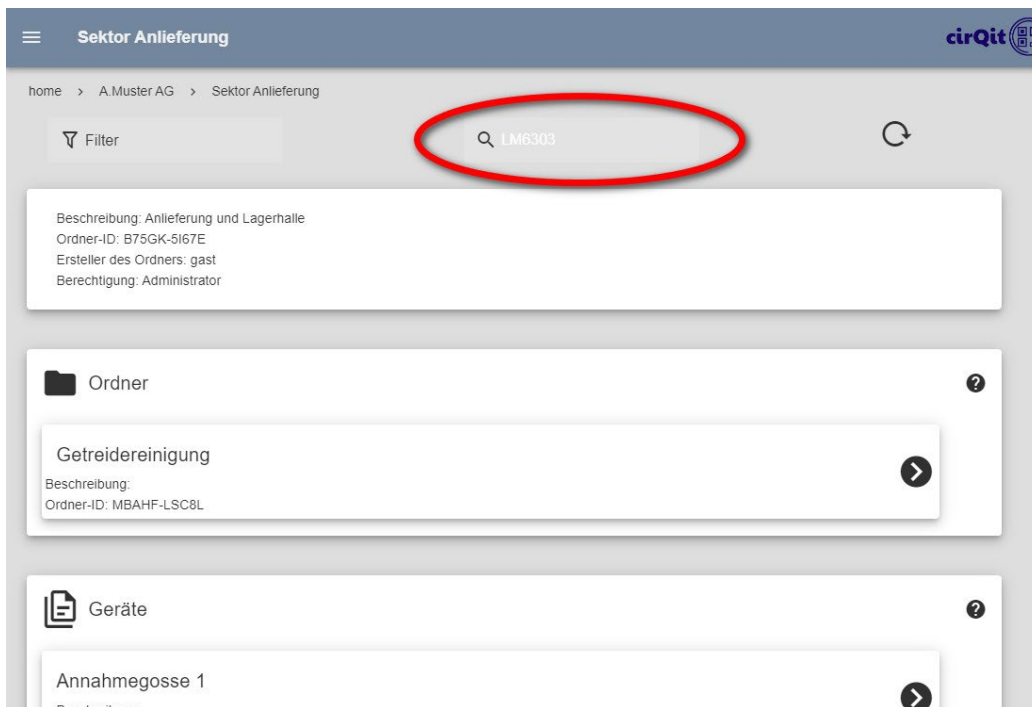 Sektor Anlieferung
cirQit
home > A.Muster AG > Sektor Anlieferung
Filter
LM6303
Beschreibung: Anlieferung und Lagerhalle
Ordner-ID: B75GK-5I67E
Ersteller des Ordners: gast
Berechtigung: Administrator
Ordner
Getreidereinigung
Beschreibung:
Ordner-ID: MBAHF-LSC8L
Geräte
Annahmegosse 1